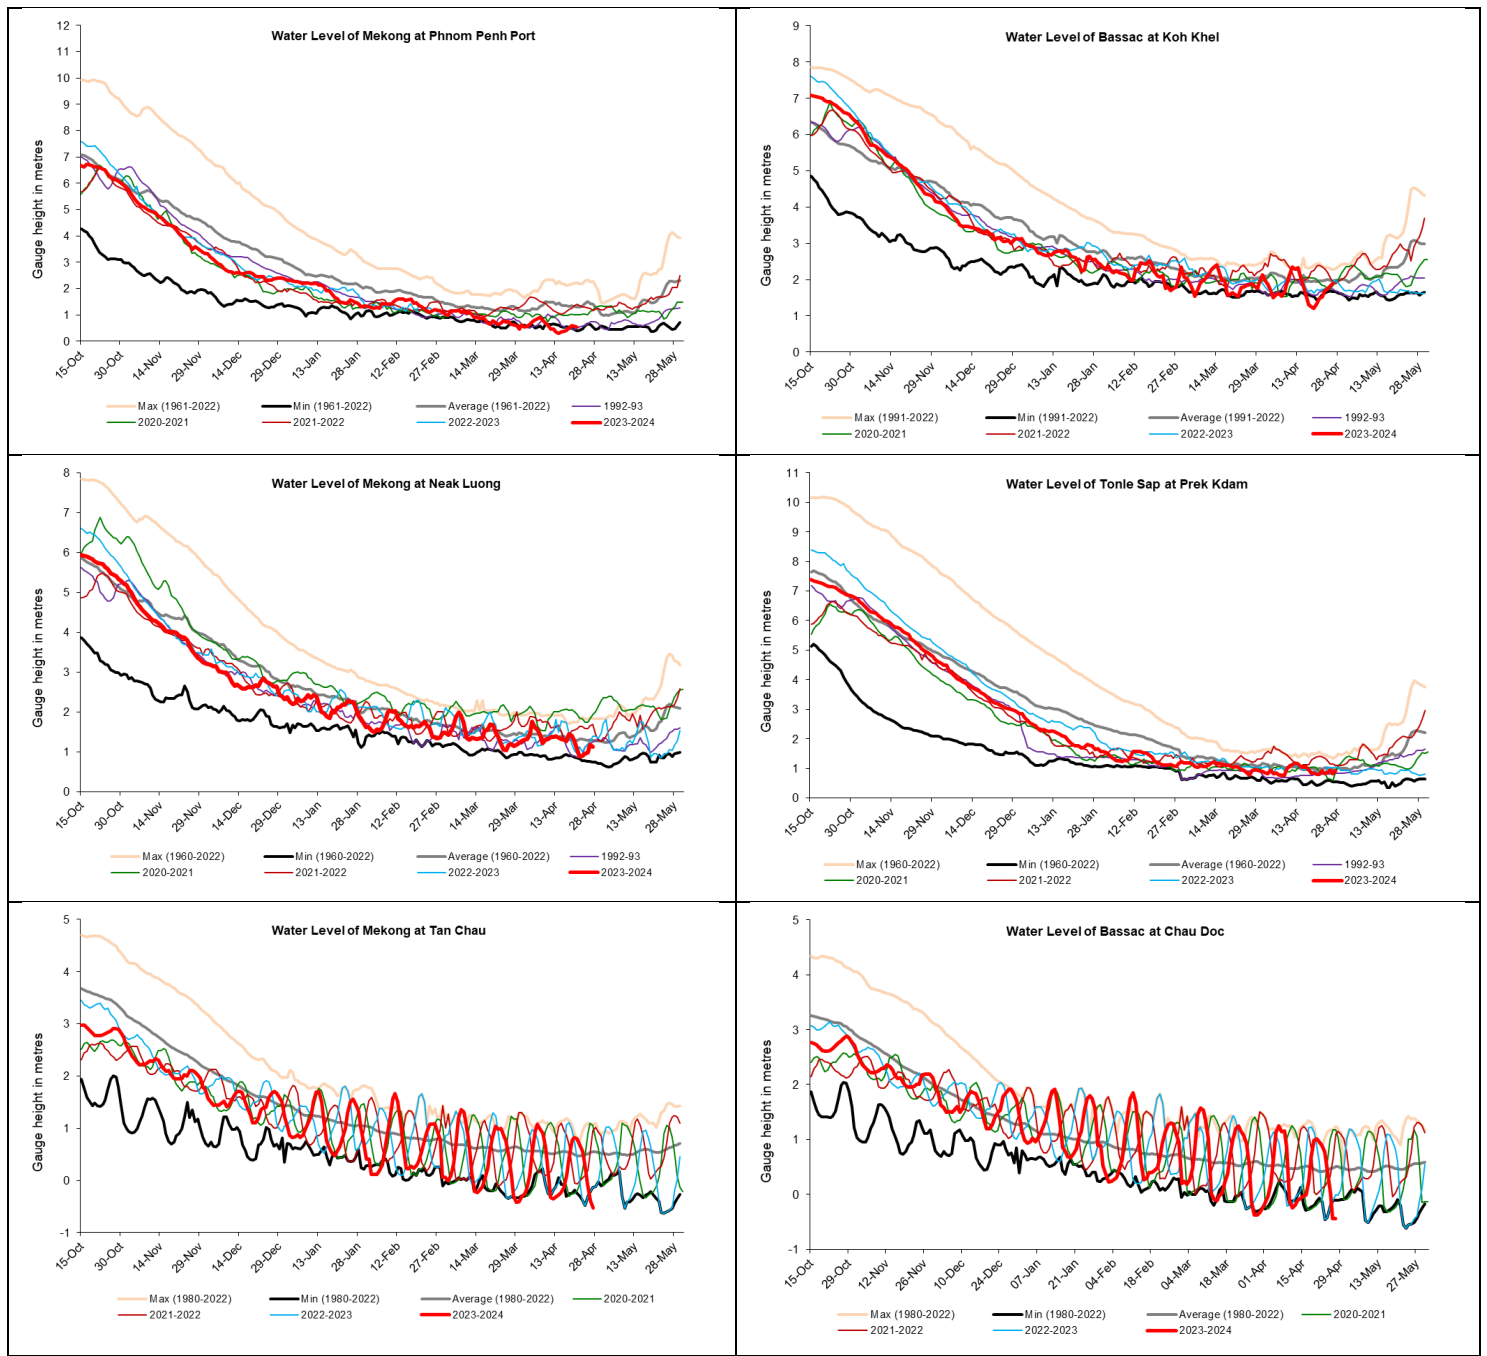 Water Level of Mekong at Phnom Penh Port
Gauge height in metres
12
11
10
9
8
7
6
5
4
3
2
1
0
15-Oct 30-Oct 14-Nov 29-Nov 14-Dec 29-Dec 13-Jan 28-Jan 12-Feb 27-Feb 14-Mar 29-Mar 13-Apr 28-Apr 13-May 28-May
Max (1961-2022) Min (1961-2022) Average (1961-2022) 1992-93
2020-2021 2021-2022 2022-2023 2023-2024
Water Level of Bassac at Koh Khel
Gauge height in metres
9
8
7
6
5
4
3
2
1
0
15-Oct 30-Oct 14-Nov 29-Nov 14-Dec 29-Dec 13-Jan 28-Jan 12-Feb 27-Feb 14-Mar 29-Mar 13-Apr 28-Apr 13-May 28-May
Max (1991-2022) Min (1991-2022) Average (1991-2022) 1992-93
2020-2021 2021-2022 2022-2023 2023-2024
Water Level of Mekong at Neak Luong
Gauge height in metres
8
7
6
5
4
3
2
1
0
15-Oct 30-Oct 14-Nov 29-Nov 14-Dec 29-Dec 13-Jan 28-Jan 12-Feb 27-Feb 14-Mar 29-Mar 13-Apr 28-Apr 13-May 28-May
Max (1960-2022) Min (1960-2022) Average (1960-2022) 1992-93
2020-2021 2021-2022 2022-2023 2023-2024
Water Level of Tonle Sap at Prek Kdam
Gauge height in metres
11
10
9
8
7
6
5
4
3
2
1
0
15-Oct 30-Oct 14-Nov 29-Nov 14-Dec 29-Dec 13-Jan 28-Jan 12-Feb 27-Feb 14-Mar 29-Mar 13-Apr 28-Apr 13-May 28-May
Max (1960-2022) Min (1960-2022) Average (1960-2022) 1992-93
2020-2021 2021-2022 2022-2023 2023-2024
Water Level of Mekong at Tan Chau
Gauge height in metres
5
4
3
2
1
0
-1
15-Oct 30-Oct 14-Nov 29-Nov 14-Dec 29-Dec 13-Jan 28-Jan 12-Feb 27-Feb 14-Mar 29-Mar 13-Apr 28-Apr 13-May 28-May
Max (1980-2022) Min (1980-2022) Average (1980-2022) 2020-2021
2021-2022 2022-2023 2023-2024
Water Level of Bassac at Chau Doc
Gauge height in metres
5
4
3
2
1
0
-1
15-Oct 29-Oct 12-Nov 26-Nov 10-Dec 24-Dec 07-Jan 21-Jan 04-Feb 18-Feb 04-Mar 18-Mar 01-Apr 15-Apr 29-Apr 13-May 27-May
Max (1980-2022) Min (1980-2022) Average (1980-2022) 2020-2021
2021-2022 2022-2023 2023-2024